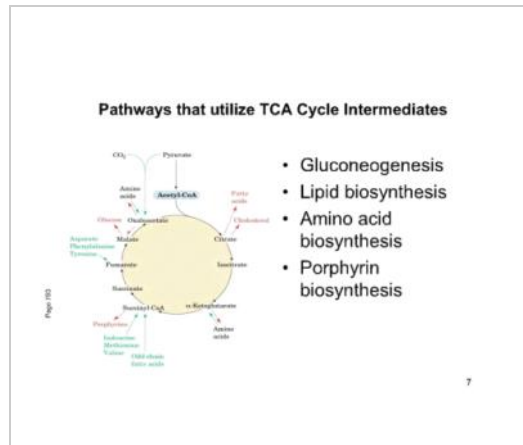 Pathways that utilize TCA Cycle Intermediates
CO₂
Pyruvate
Acetyl-CoA
Amino
acids
Oxaloacetate
Glucose
Malate
Aspartate
Phenylalanine
Tyrosine
Fumarate
Succinate
Succinyl-CoA
Porphyrins
Isoleucine
Methionine
Valine
Odd-chain
fatty acids
Fatty
acids
Cholesterol
Citrate
Isocitrate
α-Ketoglutarate
Amino
acids
• Gluconeogenesis
• Lipid biosynthesis
• Amino acid
biosynthesis
• Porphyrin
biosynthesis
7